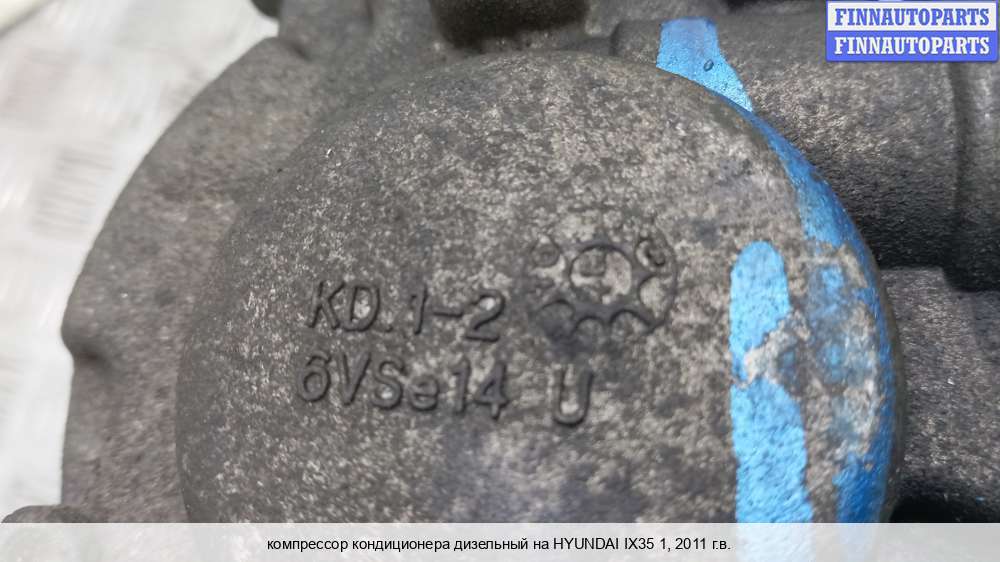 FINNAUTOPARTS
FINNAUTOPARTS
KD.1-2
6VSe14 U
компрессор кондиционера дизельный на HYUNDAI IX35 1, 2011 г.в.